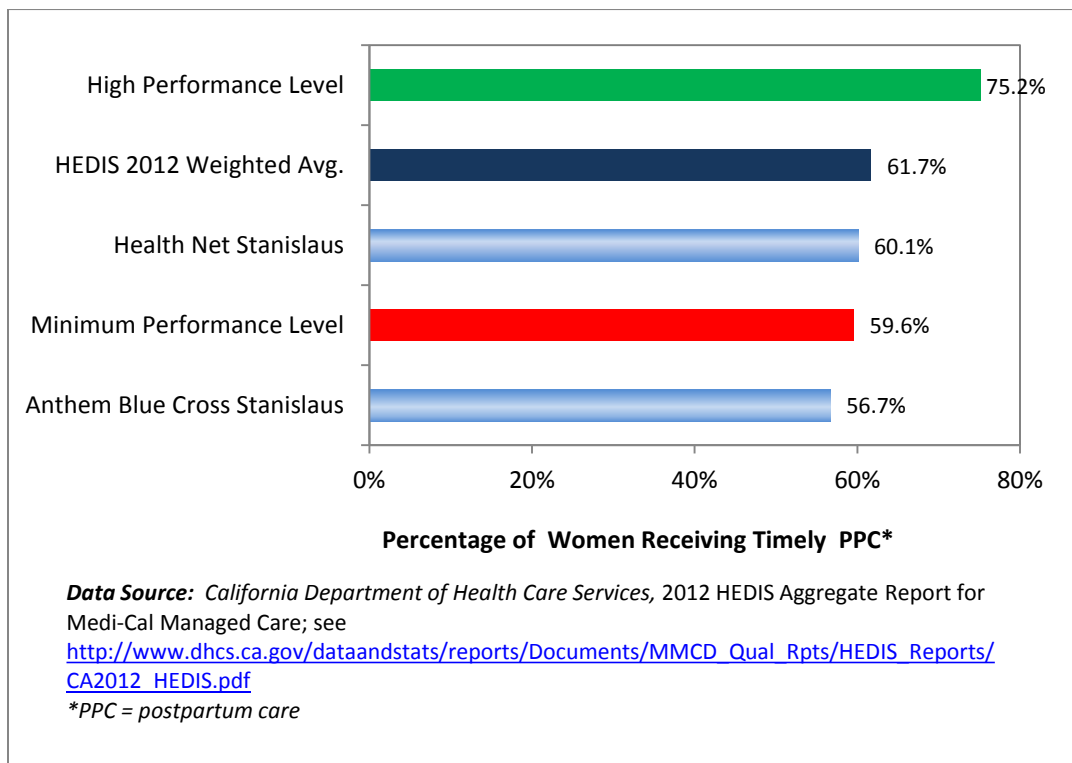 High Performance Level
75.2%
HEDIS 2012 Weighted Avg.
61.7%
Health Net Stanislaus
60.1%
Minimum Performance Level
59.6%
Anthem Blue Cross Stanislaus
56.7%
0%
20%
40%
60%
80%
Percentage of Women Receiving Timely PPC*
Data Source: California Department of Health Care Services, 2012 HEDIS Aggregate Report for
Medi-Cal Managed Care; see
http://www.dhcs.ca.gov/dataandstats/reports/Documents/MMCD_Qual_Rpts/HEDIS_Reports/
CA2012_HEDIS.pdf
*PPC = postpartum care